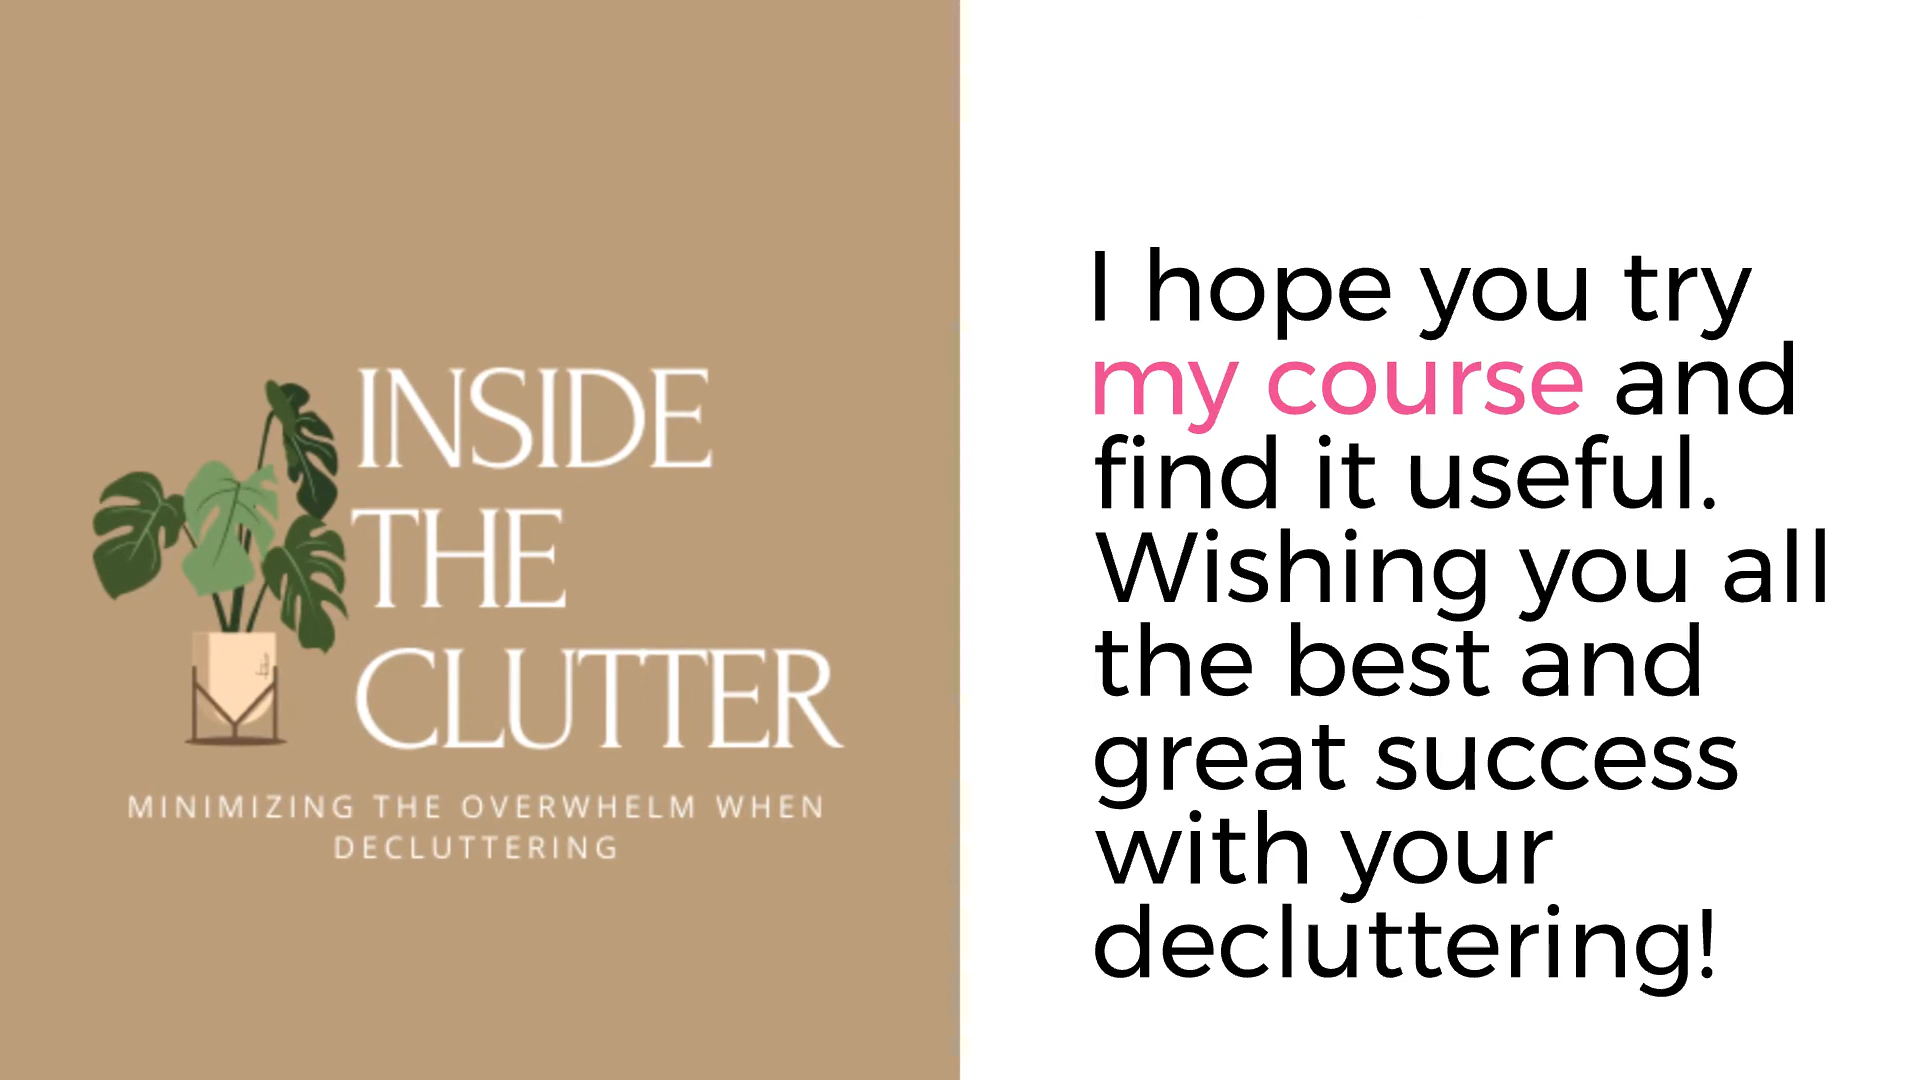 INSIDE
THE
CLUTTER
MINIMIZING THE OVERWHELM WHEN
DECLUTTERING
I hope you try
my course and
find it useful.
Wishing you all
the best and
great success
with your
decluttering!